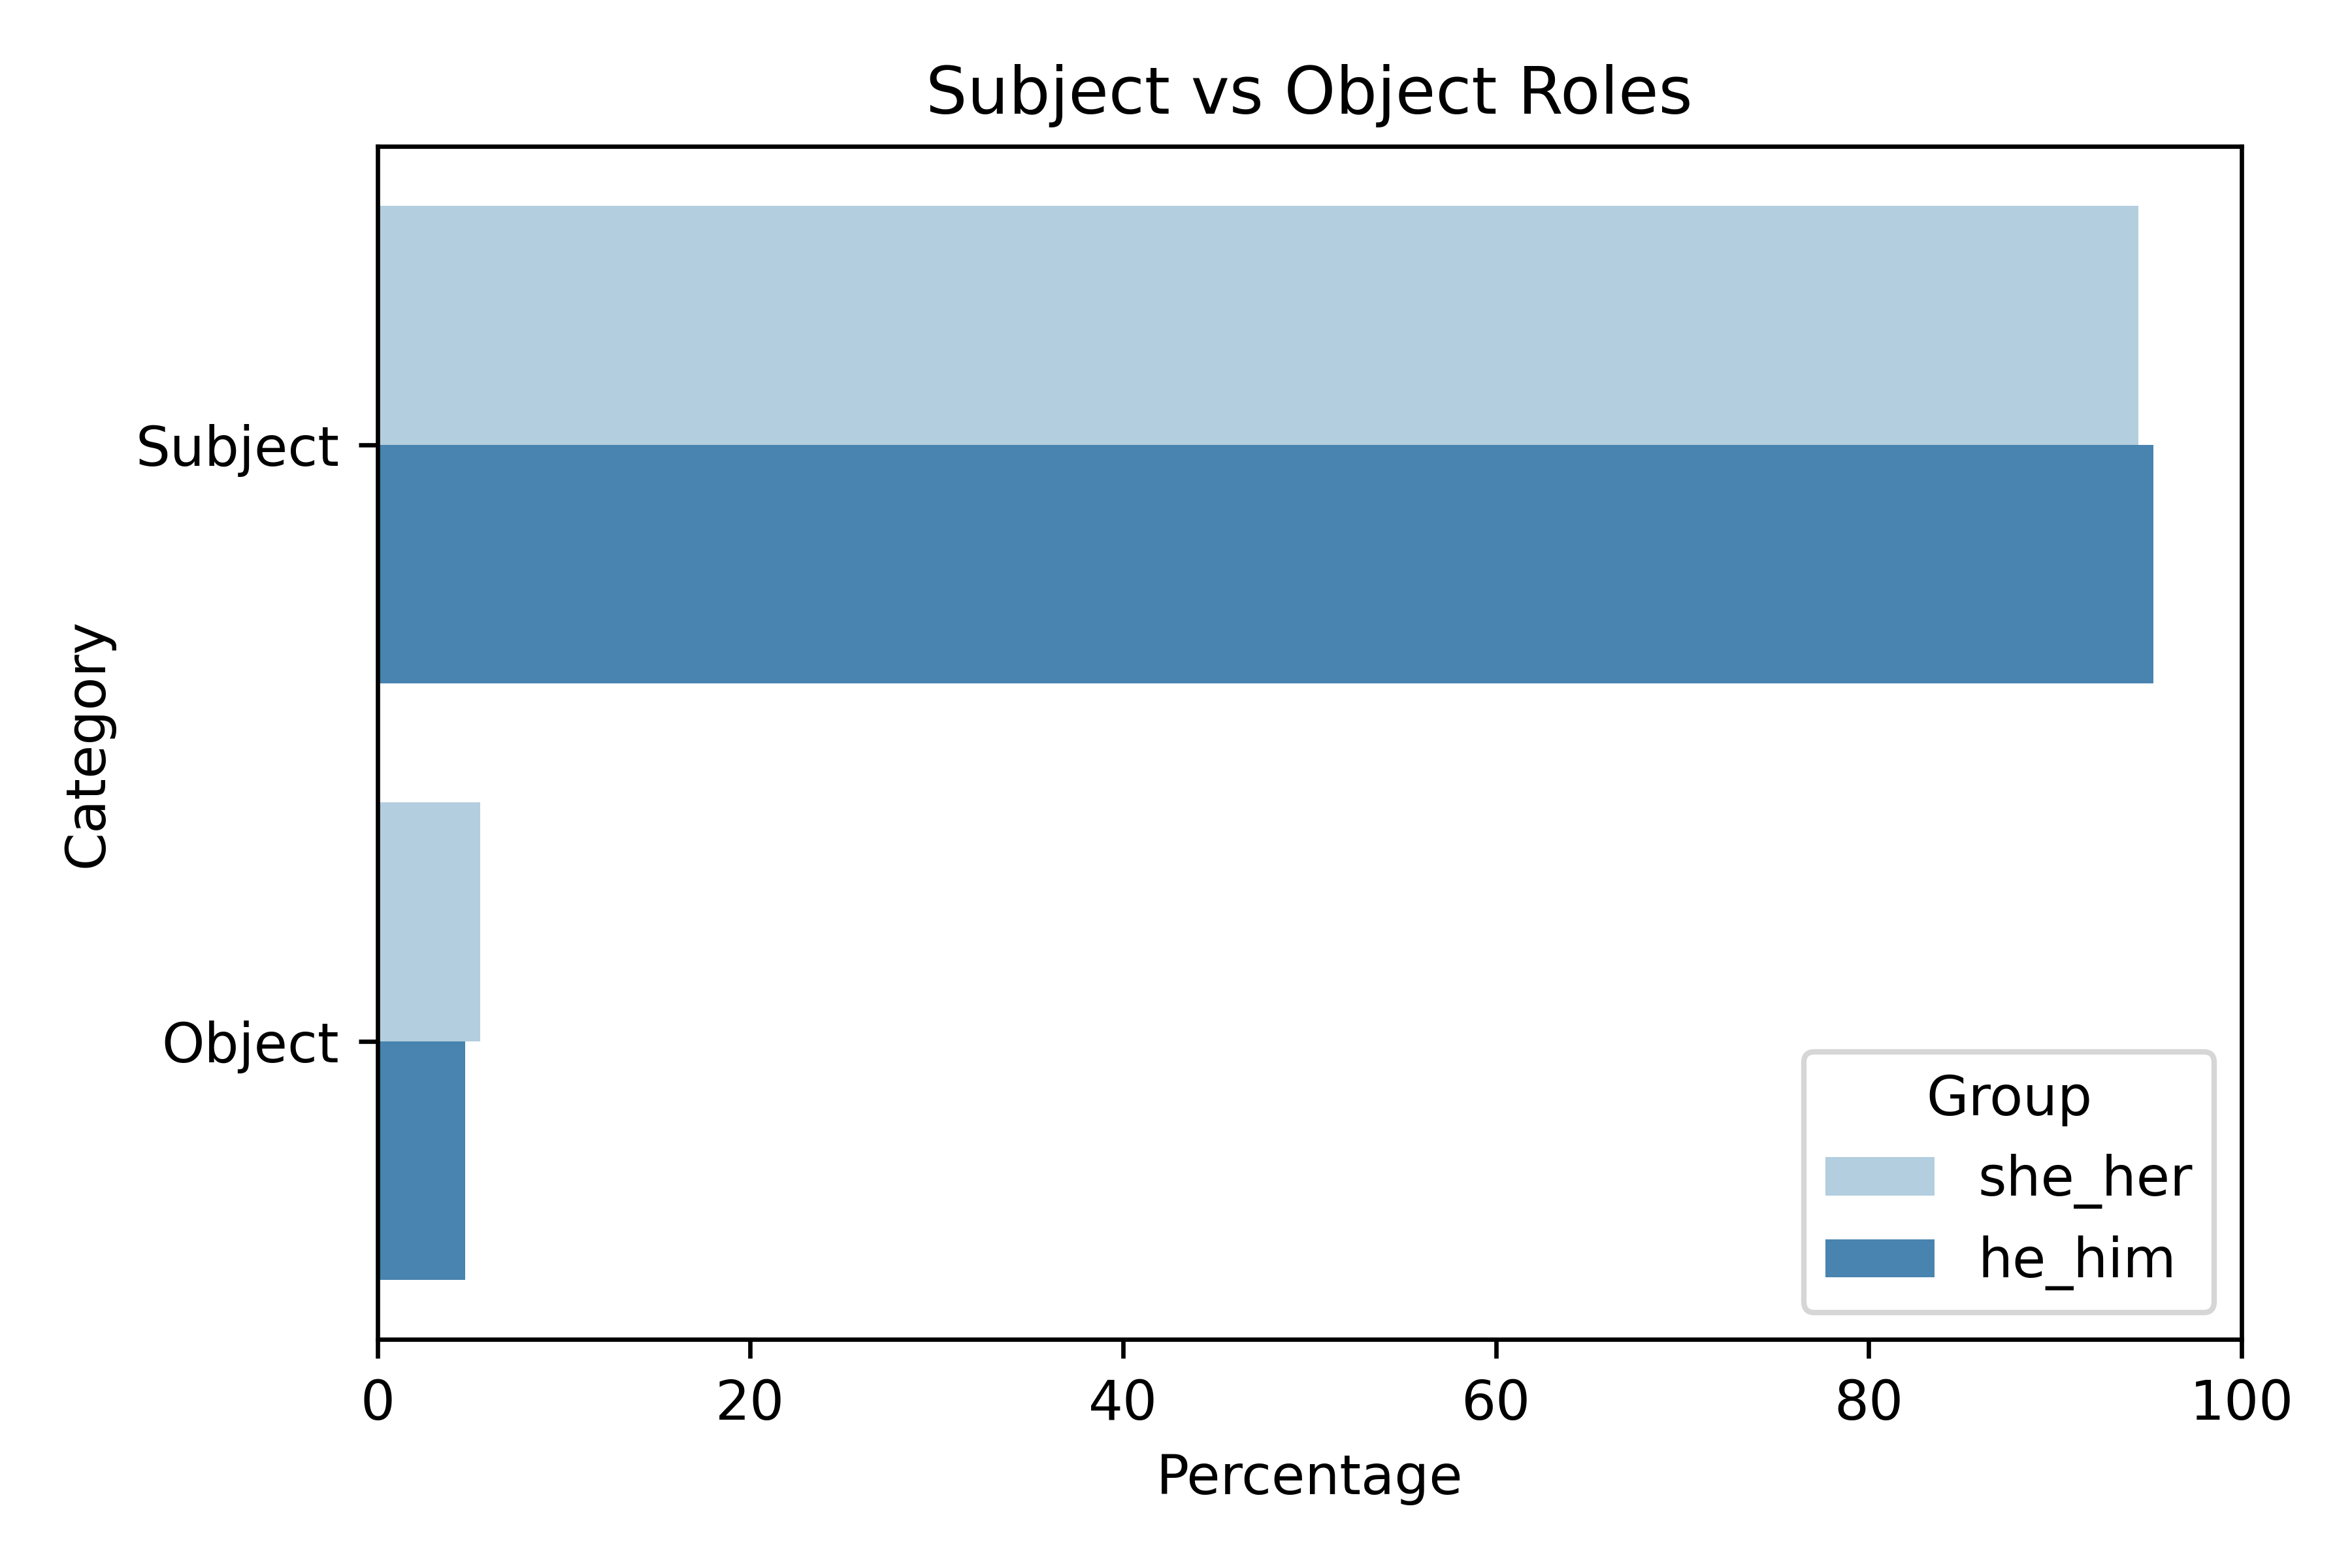 Subject vs Object Roles
Subject
Object
Category
Group
she_her
he_him
0 20 40 60 80 100
Percentage